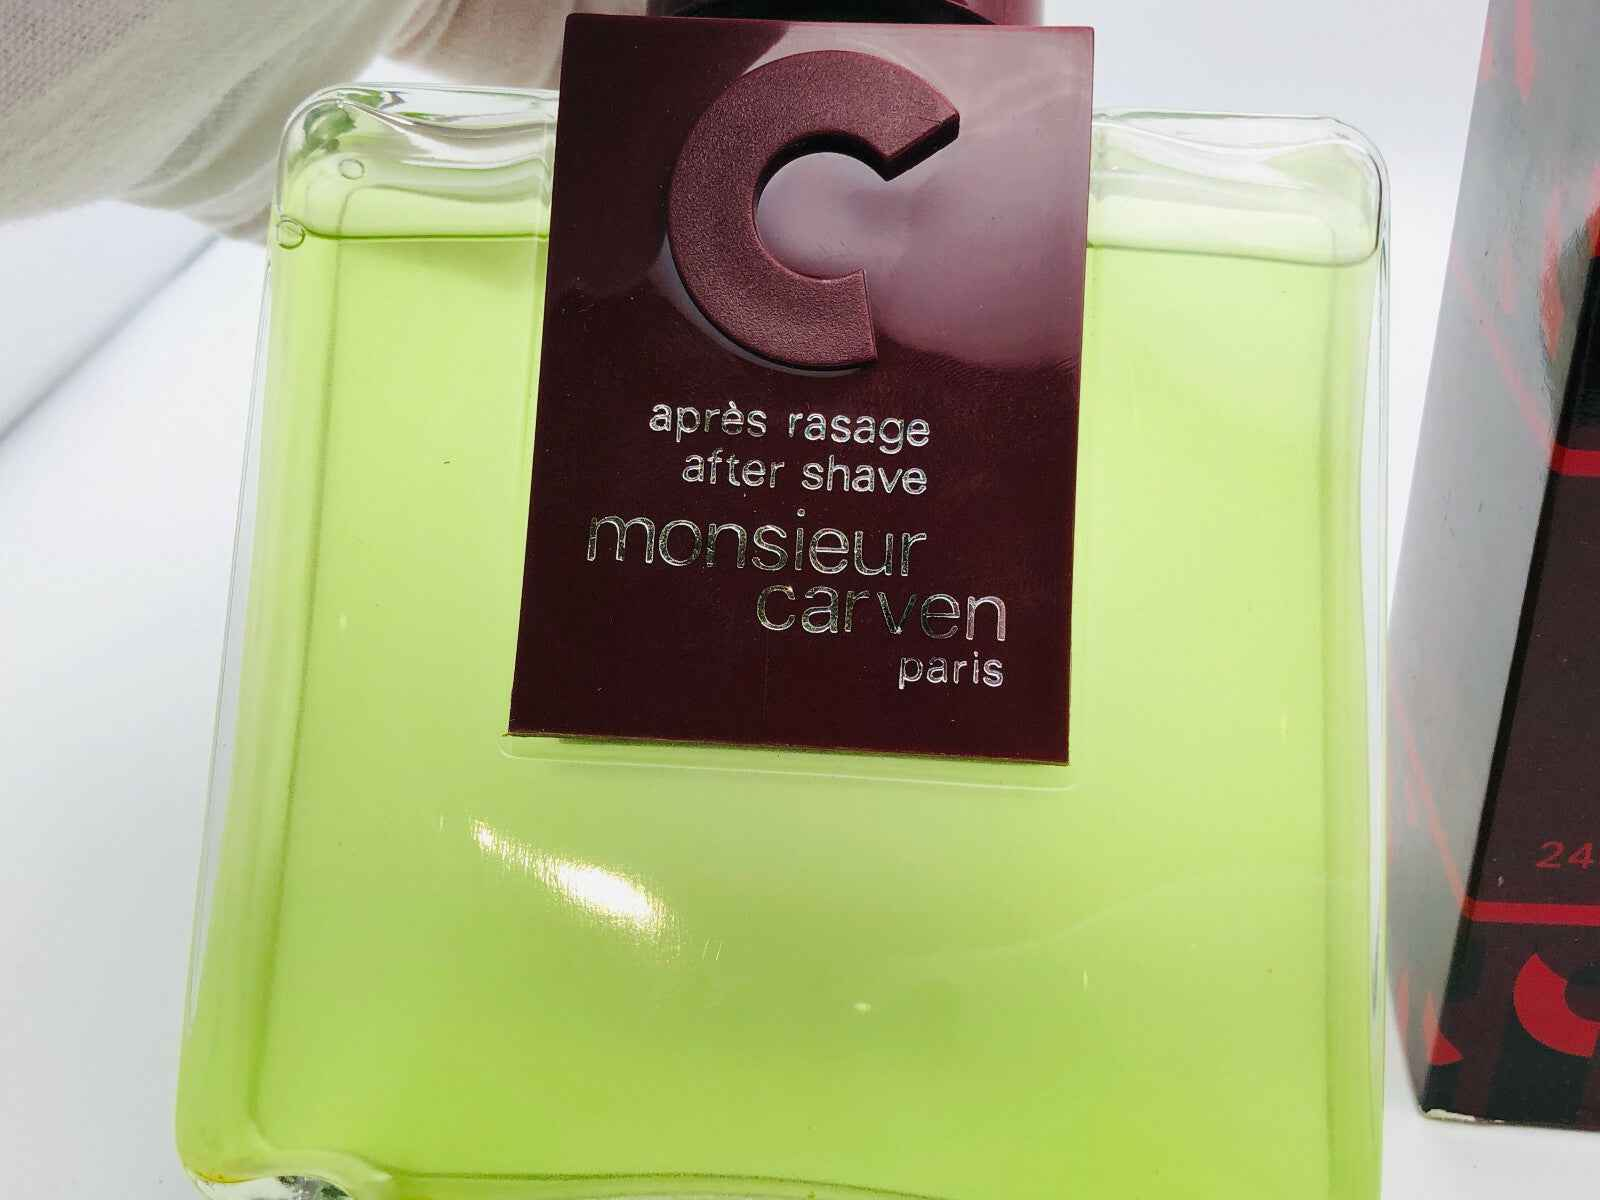 C
après rasage
after shave
monsieur
carven
paris
24